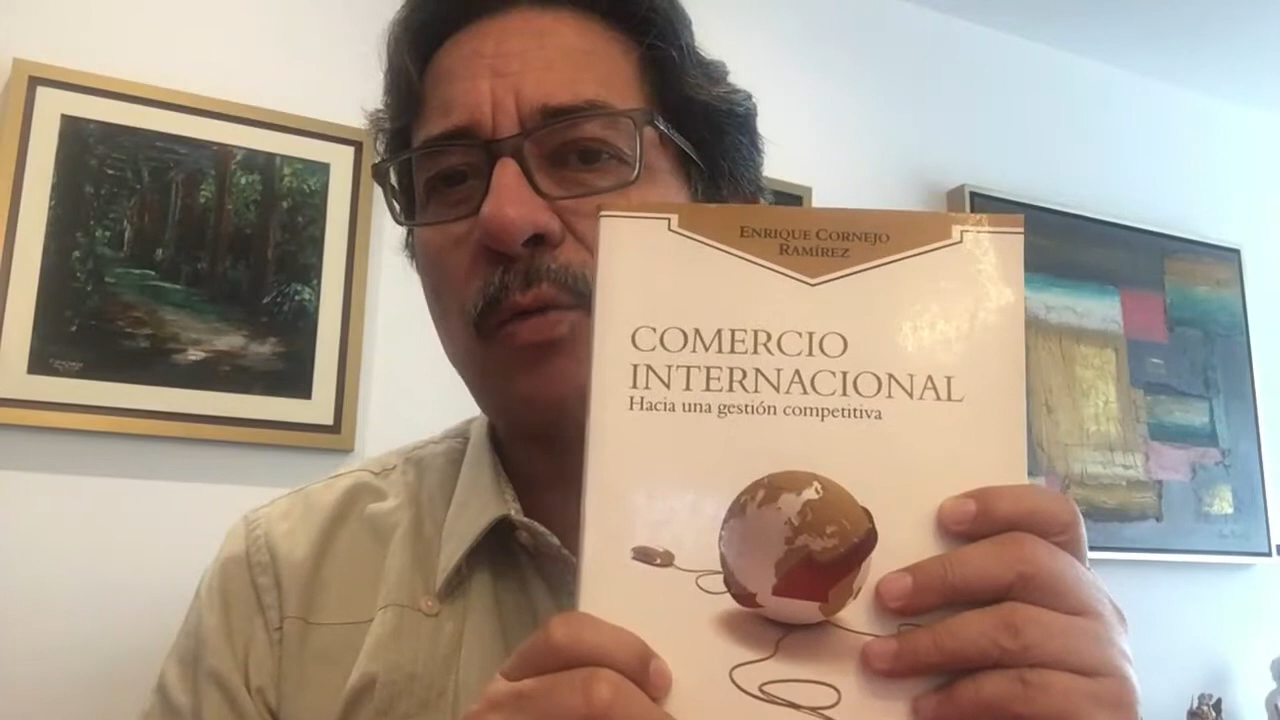 ENRIQUE CORNEJO
RAMÍREZ
COMERCIO
INTERNACIONAL
Hacia una gestión competitiva